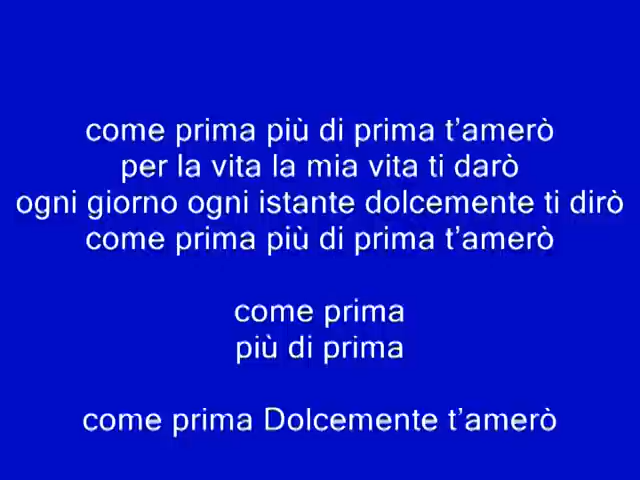 come prima più di prima t’amerò
per la vita la mia vita ti darò
ogni giorno ogni istante dolcemente ti dirò
come prima più di prima t’amerò
come prima
più di prima
come prima Dolcemente t’amerò